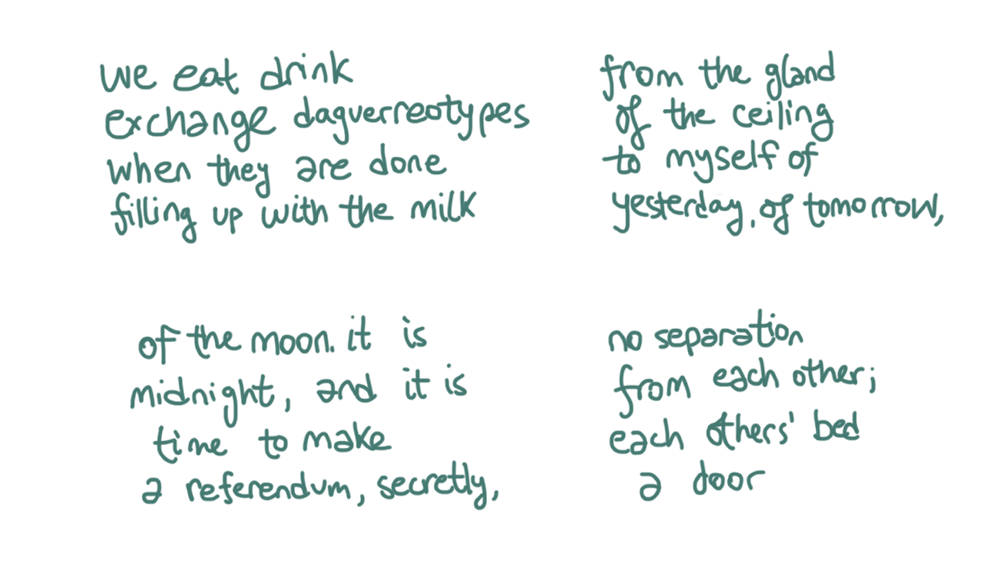 we eat drink
exchange daguerreotypes
when they are done
filling up with the milk
of the moon. it is
midnight, and it is
time to make
a referendum, secretly,
from the gland
of the ceiling
to myself of
yesterday, of tomorrow,
no separation
from each other;
each others' bed
a door